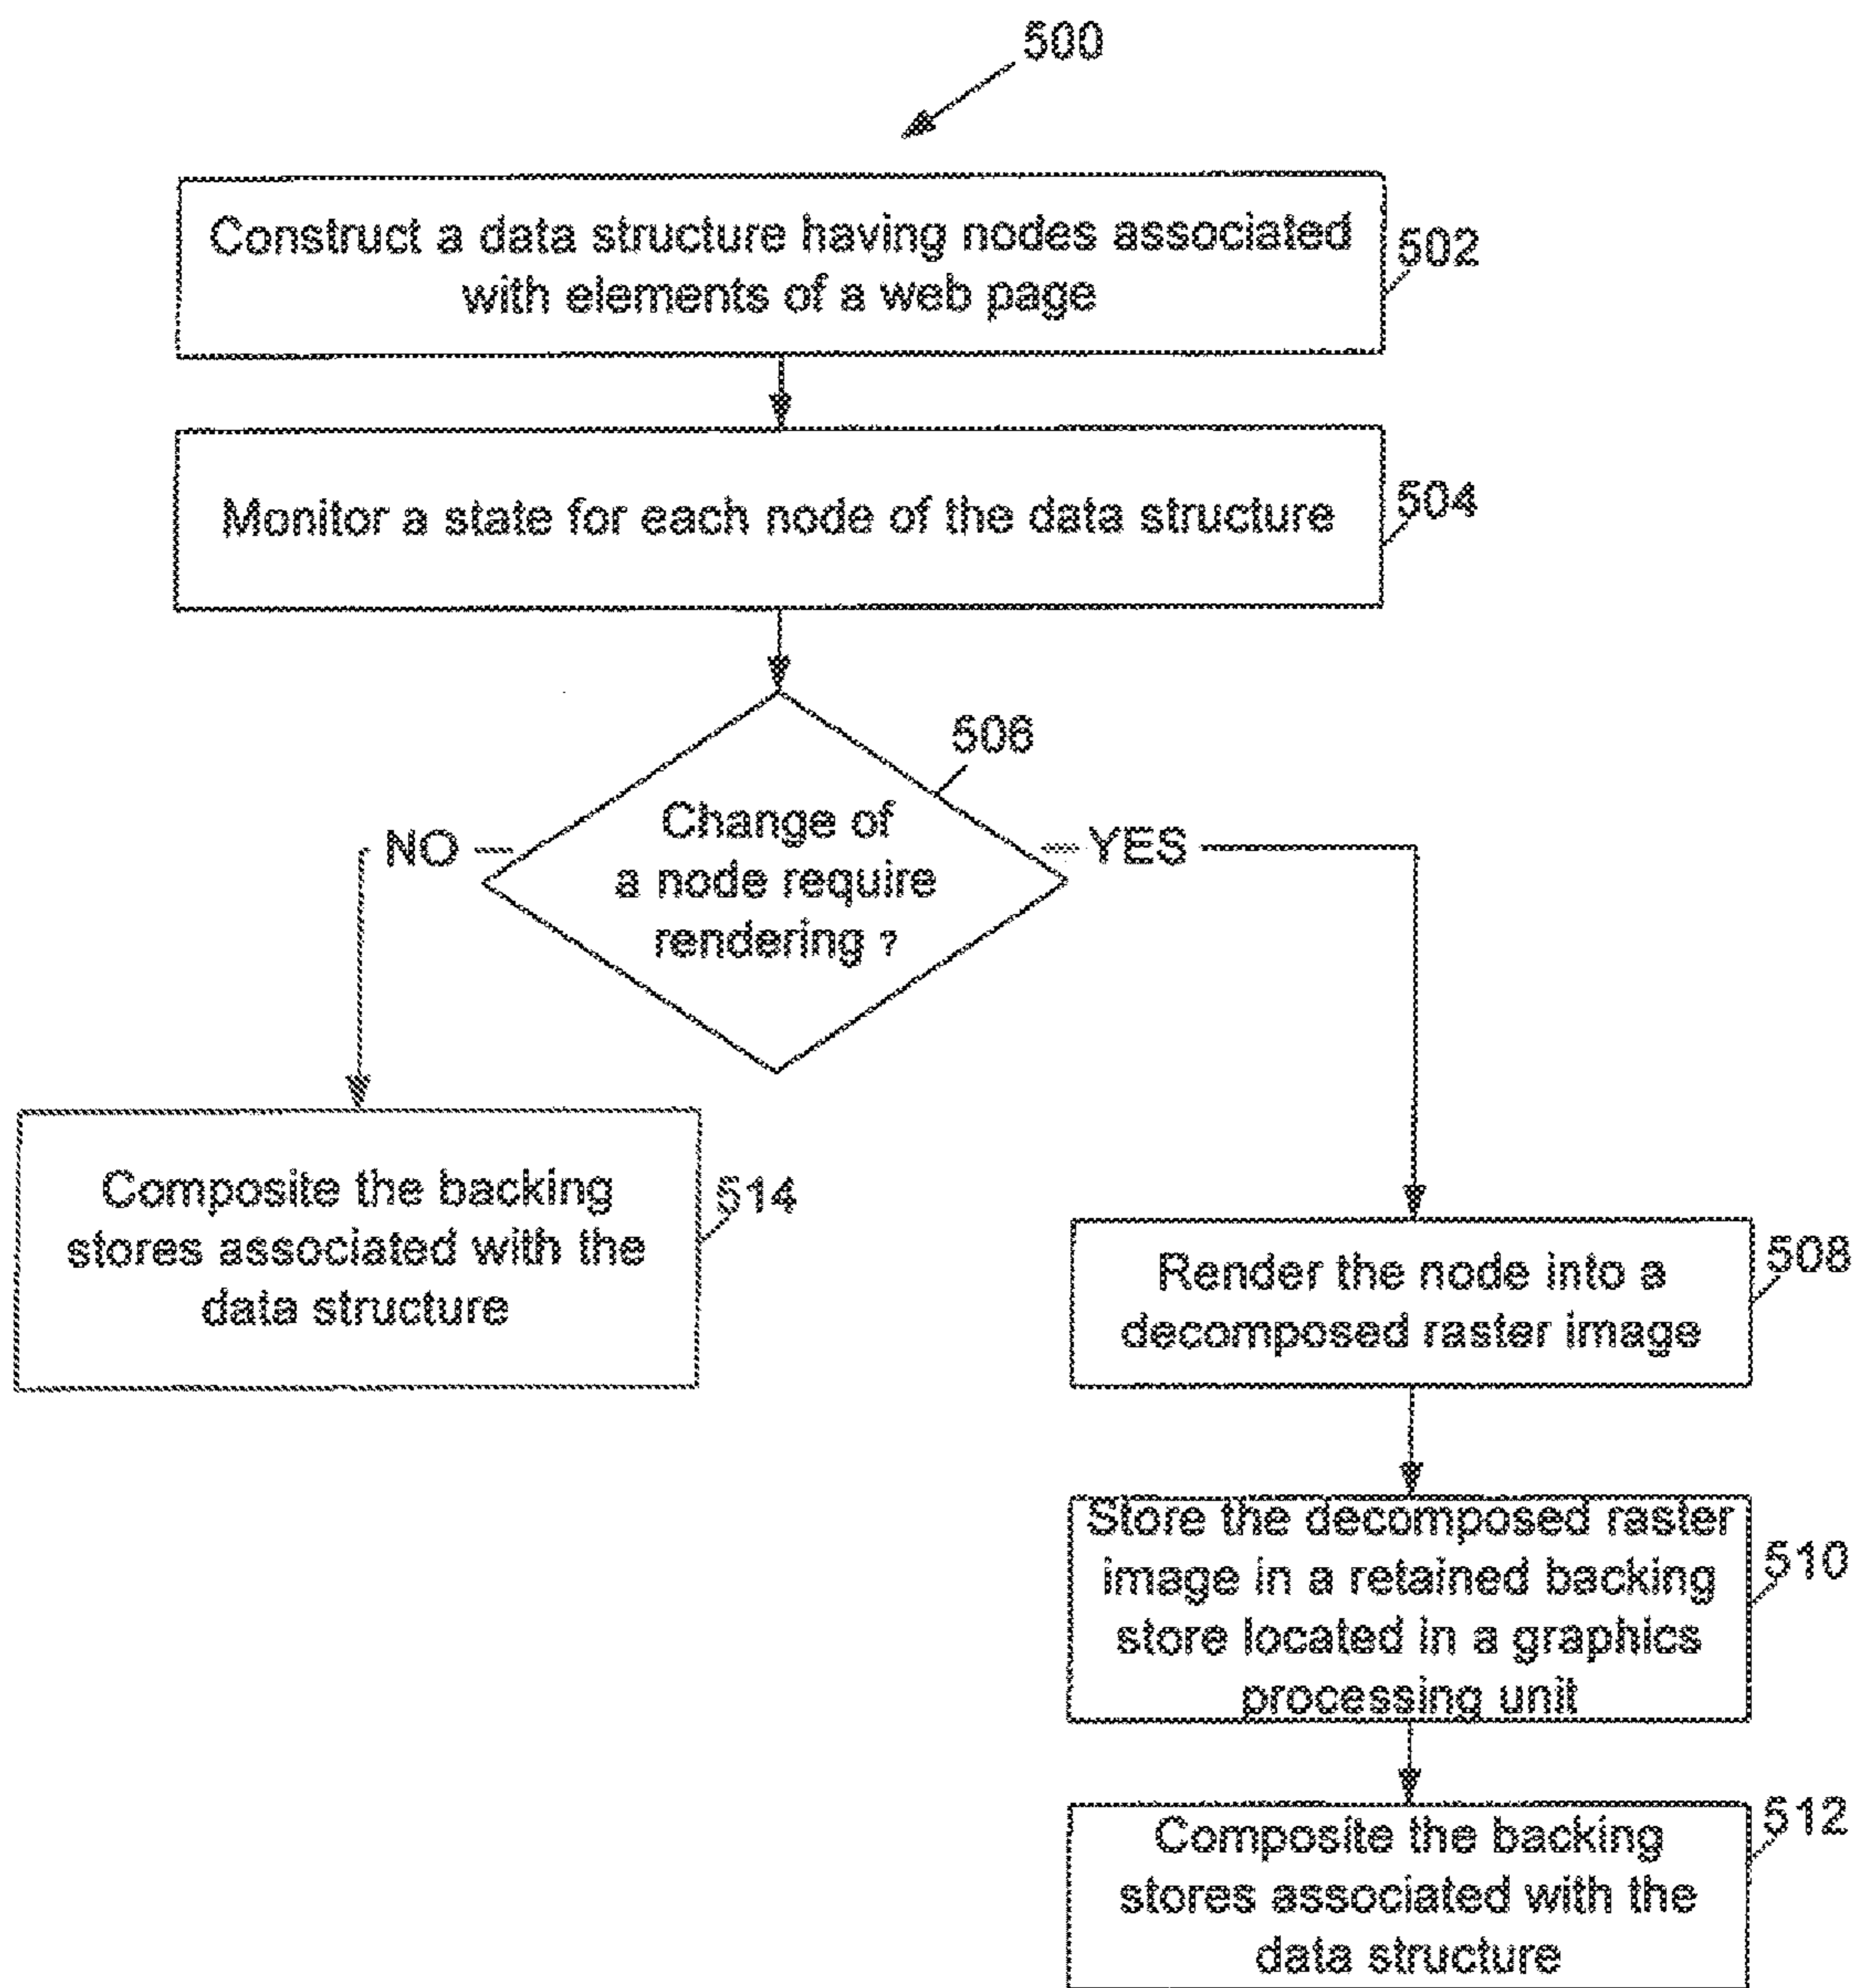 500
Construct a data structure having nodes associated
with elements of a web page
502
Monitor a state for each node of the data structure
504
506
Change of
a node require
rendering ?
NO
YES
Composite the backing
stores associated with the
data structure
514
Render the node into a
decomposed raster image
508
Store the decomposed raster
image in a retained backing
store located in a graphics
processing unit
510
Composite the backing
stores associated with the
data structure
512